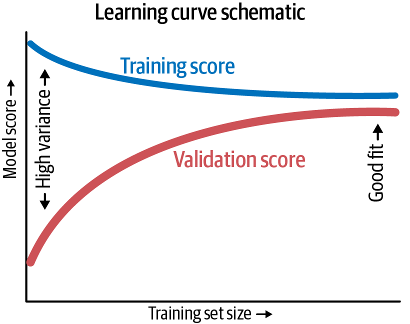 Learning curve schematic
Training score
Validation score
Model score →
← High variance →
Good fit →
Training set size →